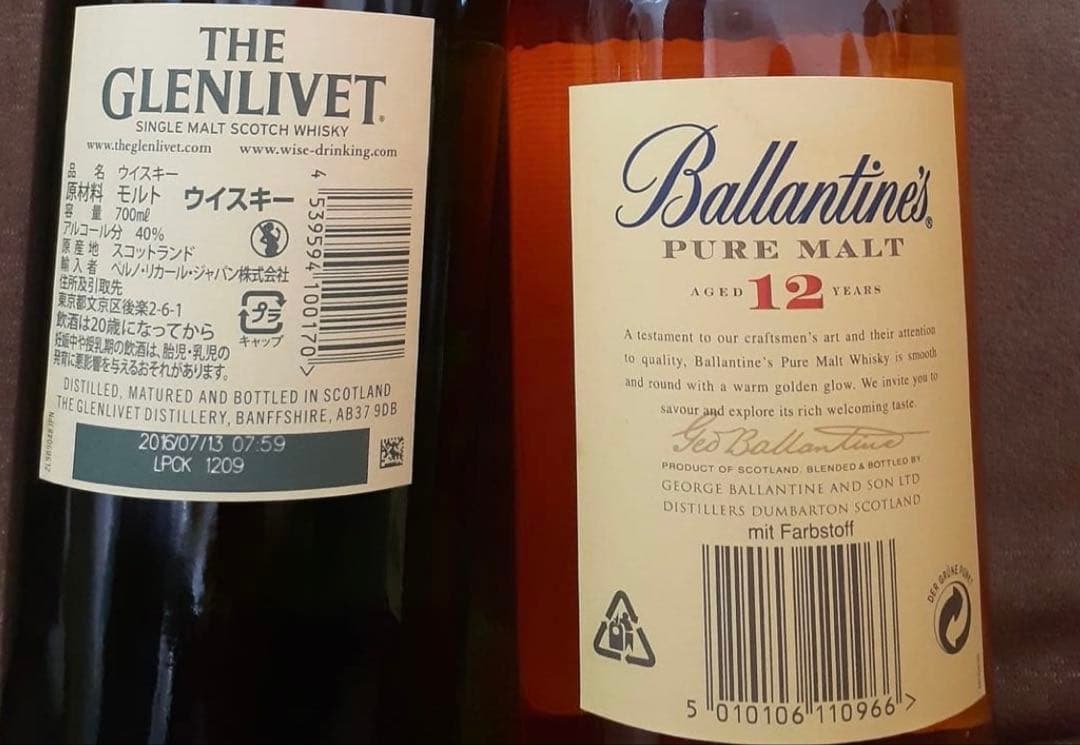 THE
GLENLIVET®
SINGLE MALT SCOTCH WHISKY
www.theglenlivet.com www.wise-drinking.com
品 名 ウイスキー
原材料 モルト ウイスキー
容 量 700mℓ
アルコール分 40%
原産地 スコットランド
輸入者 ペルノ・リカール・ジャパン株式会社
住所及引取先
東京都文京区後楽2-6-1
飲酒は20歳になってから
妊娠中や授乳期の飲酒は、胎児・乳児の
発育に悪影響を与えるおそれがあります。
プラ
キャップ
4 539594 100170 >
DISTILLED, MATURED AND BOTTLED IN SCOTLAND
THE GLENLIVET DISTILLERY, BANFFSHIRE, AB37 9DB
2016/07/13 07:59
LPCK 1209
Ballantine's®
PURE MALT
AGED 12 YEARS
A testament to our craftsmen's art and their attention
to quality, Ballantine's Pure Malt Whisky is smooth
and round with a warm golden glow. We invite you to
savour and explore its rich welcoming taste.
Geo Ballantine
PRODUCT OF SCOTLAND. BLENDED & BOTTLED BY
GEORGE BALLANTINE AND SON LTD
DISTILLERS DUMBARTON SCOTLAND
mit Farbstoff
DER GRÜNE PUNKT
5 010106 110966 >